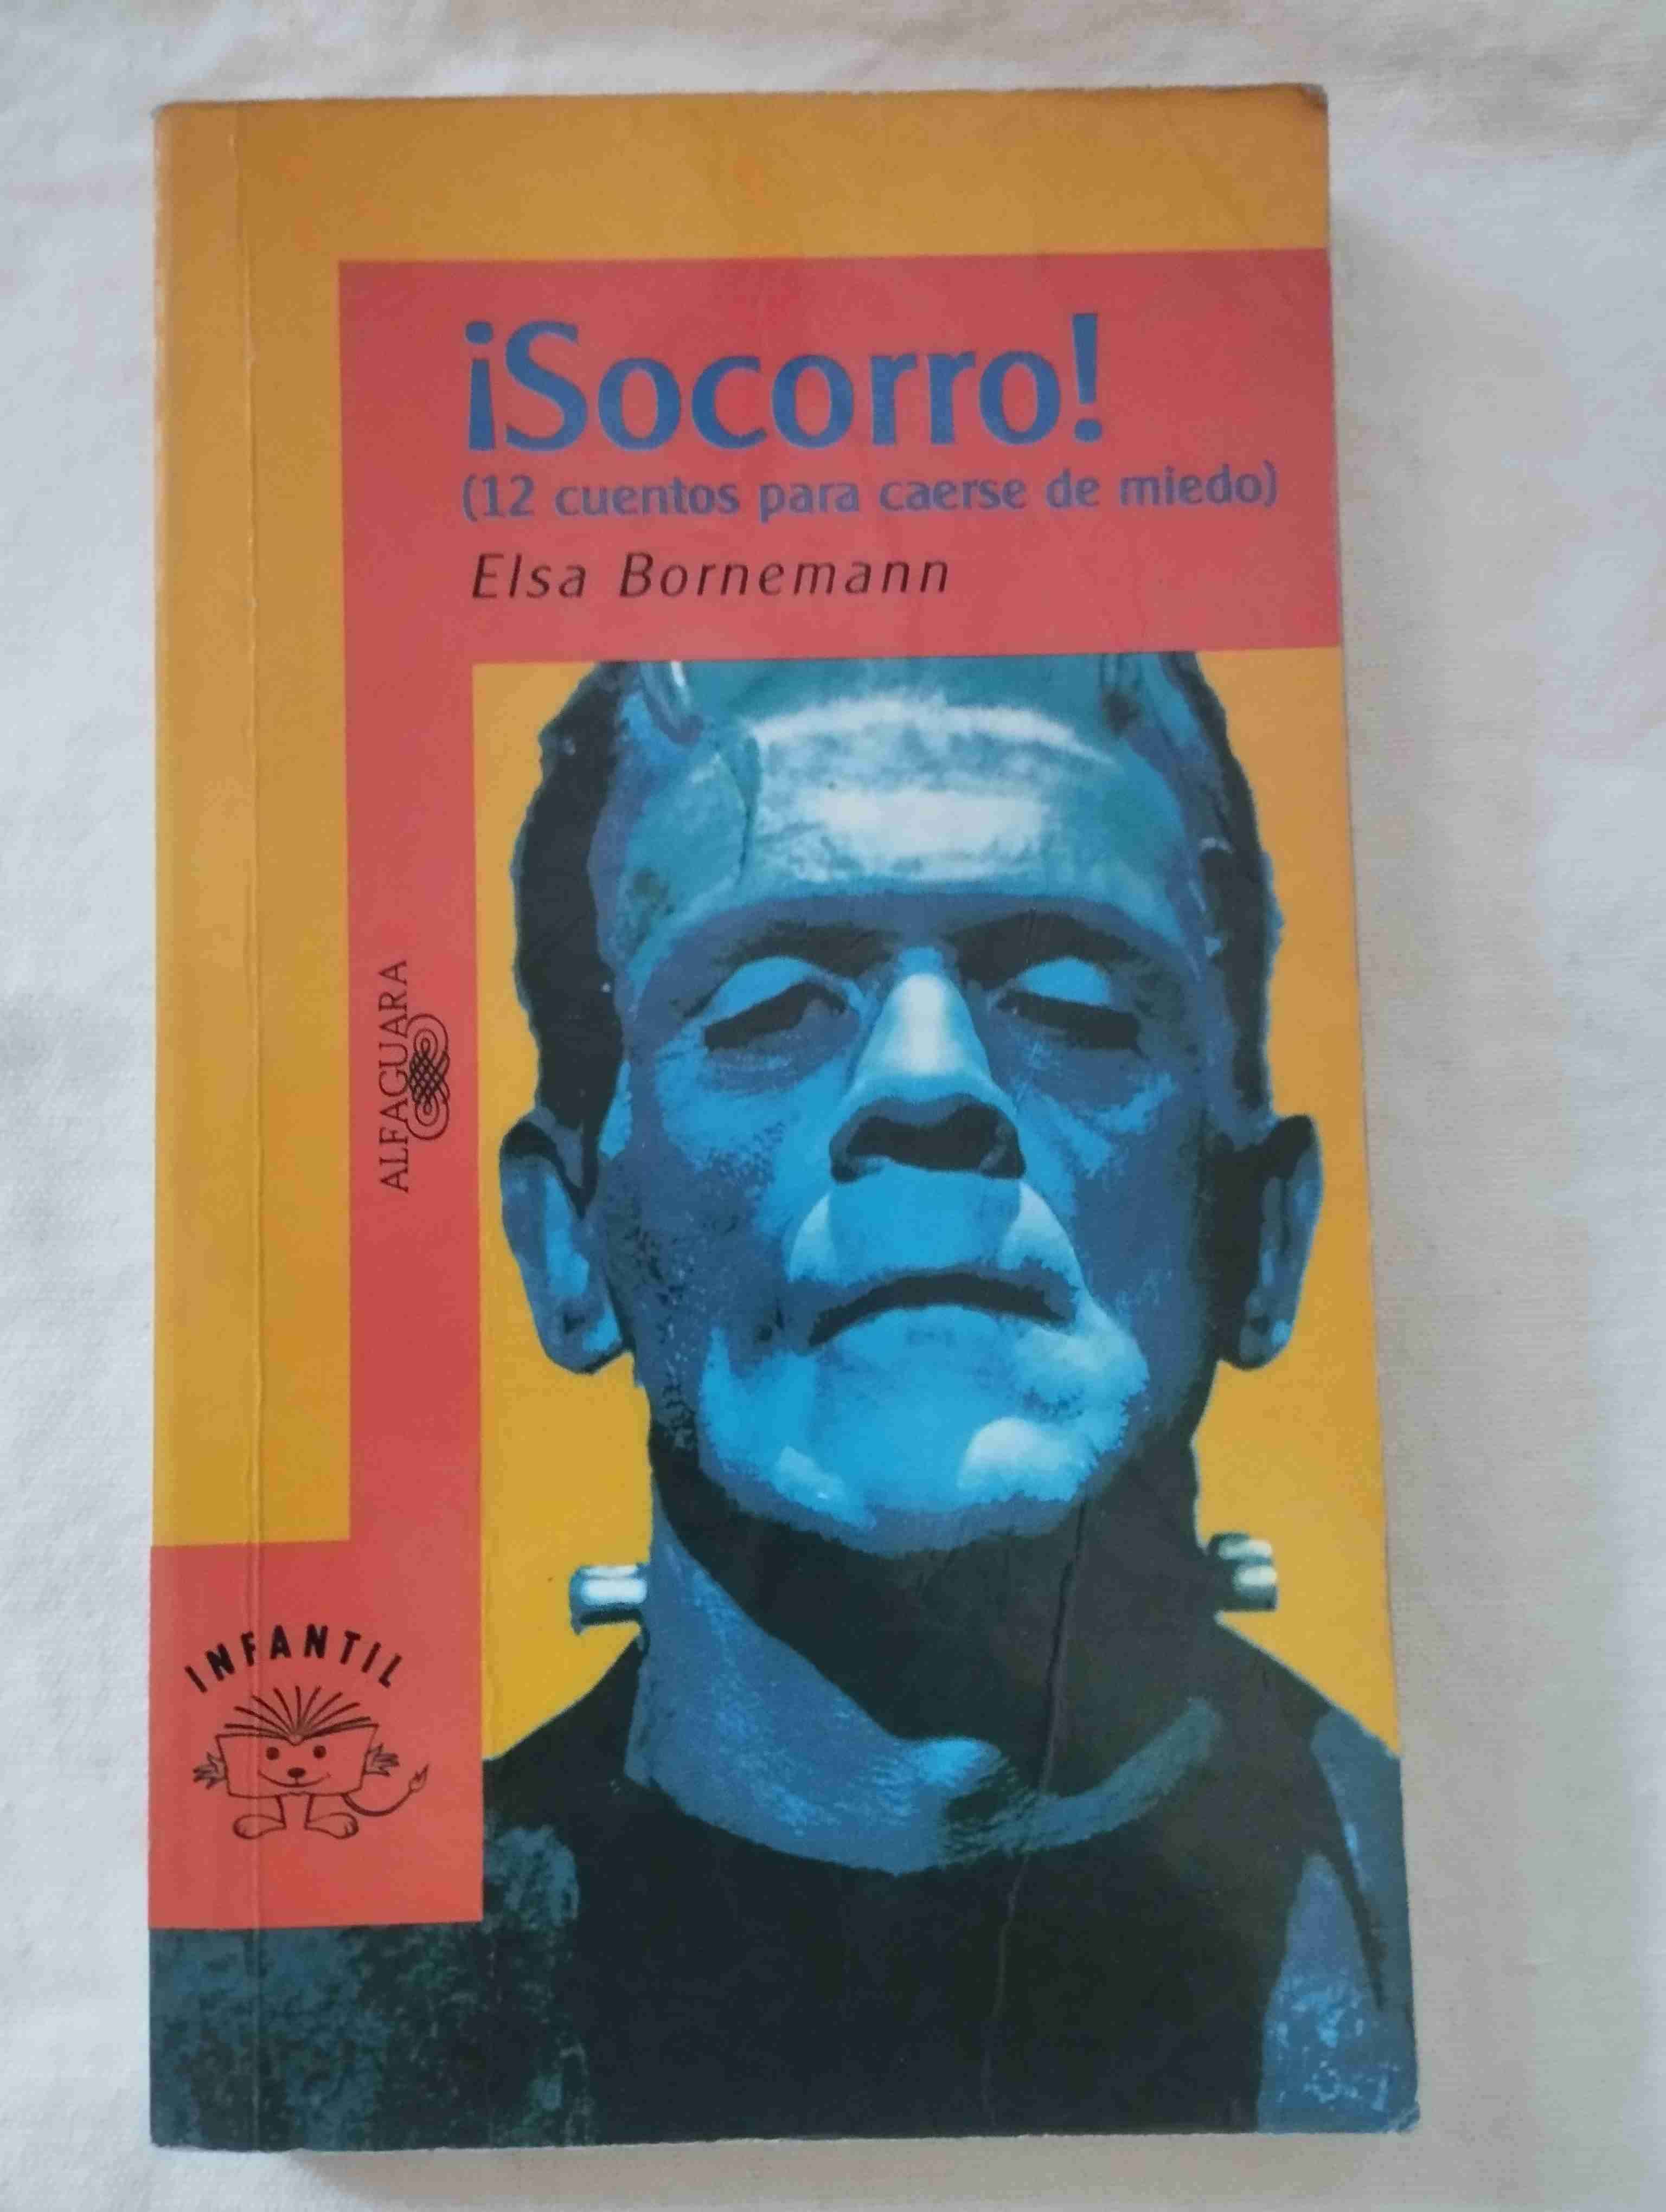 ¡Socorro!
(12 cuentos para caerse de miedo)
Elsa Bornemann
ALFAGUARA
INFANTIL